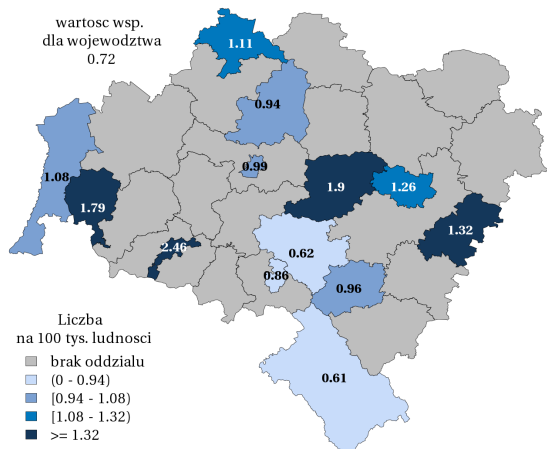 wartosc wsp.
dla wojewodztwa
0.72
1.11
0.94
1.08
0.99
1.9
1.26
1.79
1.32
2.46
0.62
0.86
0.96
0.61
Liczba
na 100 tys. ludnosci
brak oddzialu
(0 - 0.94)
[0.94 - 1.08)
[1.08 - 1.32)
>= 1.32